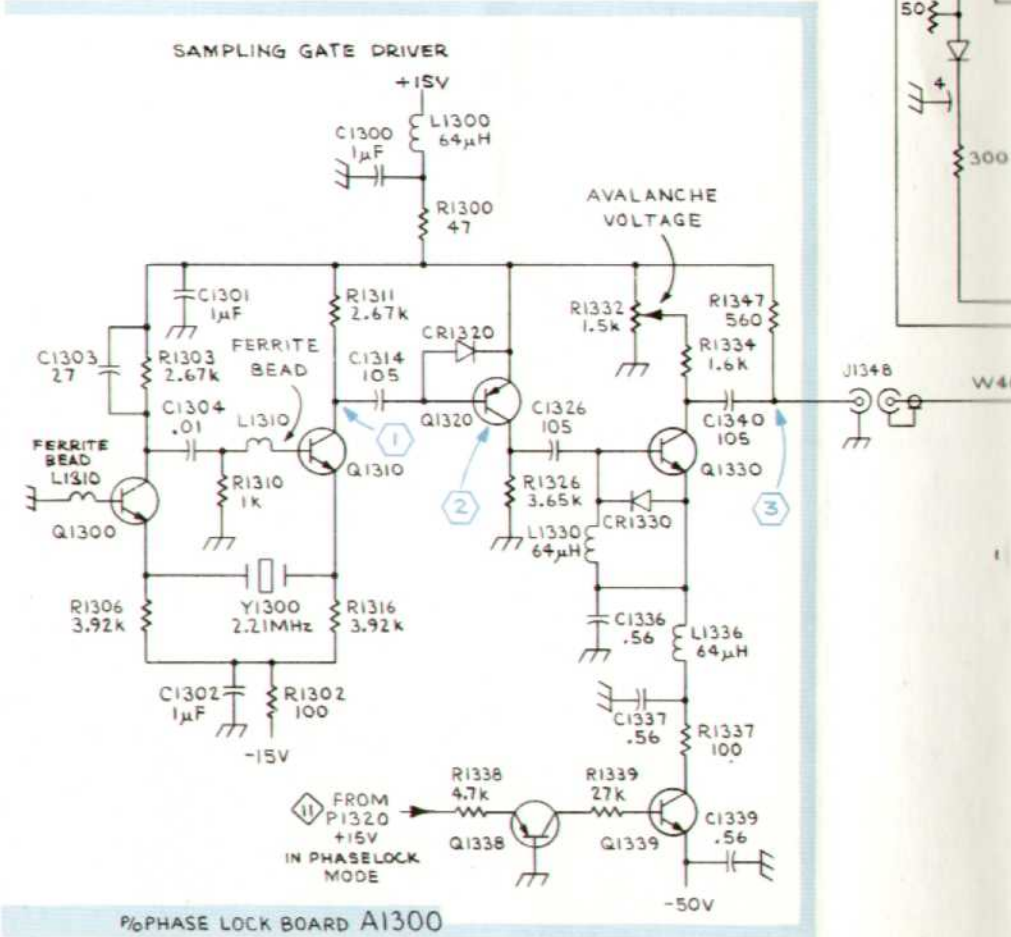 SAMPLING GATE DRIVER
+15V
C1300
1µF
L1300
64µH
R1300
47
AVALANCHE
VOLTAGE
C1301
1µF
R1311
2.67k
R1332
1.5k
R1347
560
C1303
27
R1303
2.67k
FERRITE
BEAD
CR1320
R1334
1.6k
C1304
.01
L1310
C1314
105
Q1320
C1326
105
C1340
105
J1348
W4
FERRITE
BEAD
L1310
Q1300
R1310
1k
Q1310
1
2
R1326
3.65k
Q1330
3
L1330
64µH
CR1330
R1306
3.92k
Y1300
2.21MHz
R1316
3.92k
C1336
.56
L1336
64µH
C1302
1µF
R1302
100
-15V
C1337
.56
R1337
100
11
FROM
P1320
+15V
IN PHASELOCK
MODE
R1338
4.7k
Q1338
R1339
27k
Q1339
C1339
.56
-50V
P/O PHASE LOCK BOARD A1300
50
4
300